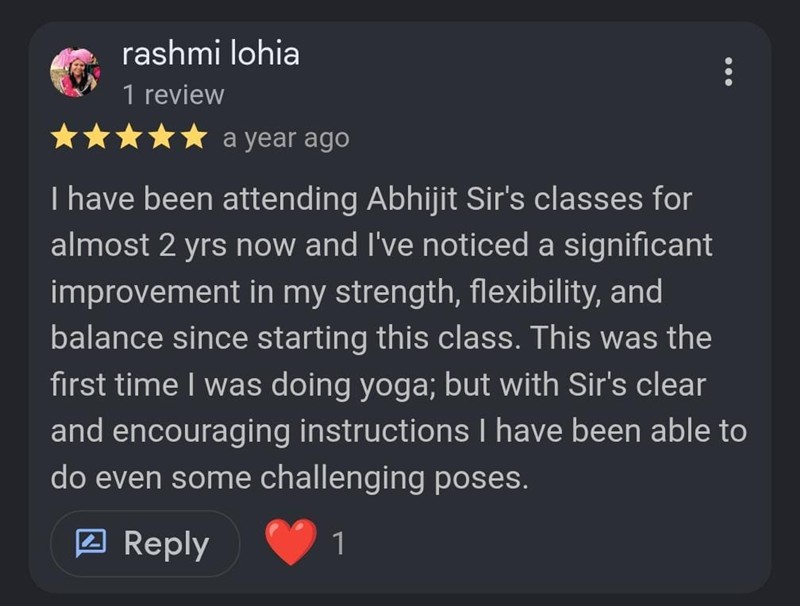 rashmi lohia
1 review
a year ago
I have been attending Abhijit Sir's classes for
almost 2 yrs now and I've noticed a significant
improvement in my strength, flexibility, and
balance since starting this class. This was the
first time I was doing yoga; but with Sir's clear
and encouraging instructions I have been able to
do even some challenging poses.
Reply
1